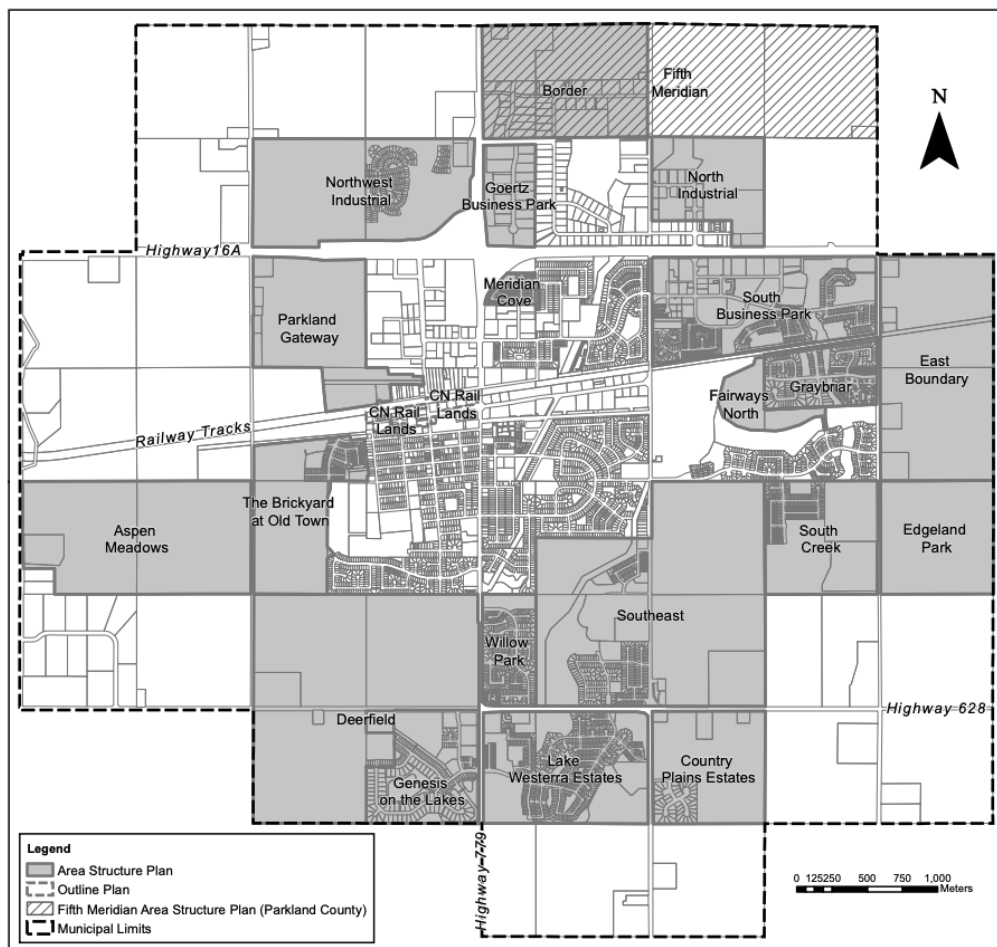 Fifth
Meridian
Border
N
Northwest
Industrial
Goertz
Business Park
North
Industrial
Highway16A
Meridian
Cove
South
Business Park
Parkland
Gateway
East
Boundary
Graybriar
Fairways
North
CN Rail
Lands
CN Rail
Lands
Railway Tracks
The Brickyard
at Old Town
Aspen
Meadows
South
Creek
Edgeland
Park
Southeast
Willow
Park
Highway 628
Deerfield
Lake
Westerra Estates
Country
Plains Estates
Genesis
on the Lakes
Highway-7-79
Legend
Area Structure Plan
Outline Plan
Fifth Meridian Area Structure Plan (Parkland County)
Municipal Limits
0 125250 500 750 1,000
Meters